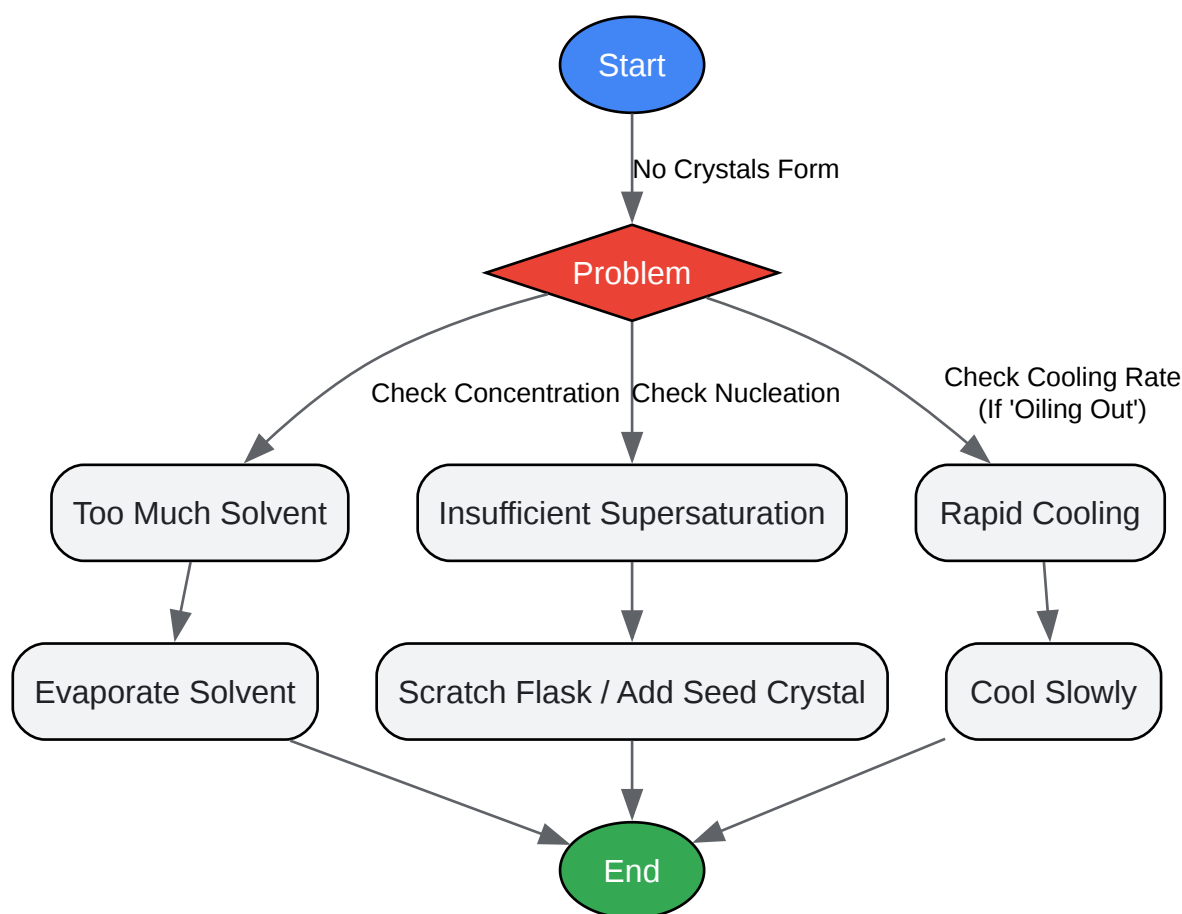 Start
No Crystals Form
Problem
Check Concentration
Check Nucleation
Check Cooling Rate
(If 'Oiling Out')
Too Much Solvent
Insufficient Supersaturation
Rapid Cooling
Evaporate Solvent
Scratch Flask / Add Seed Crystal
Cool Slowly
End